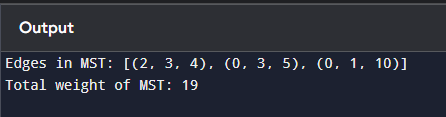 Output
Edges in MST: [(2, 3, 4), (0, 3, 5), (0, 1, 10)]
Total weight of MST: 19